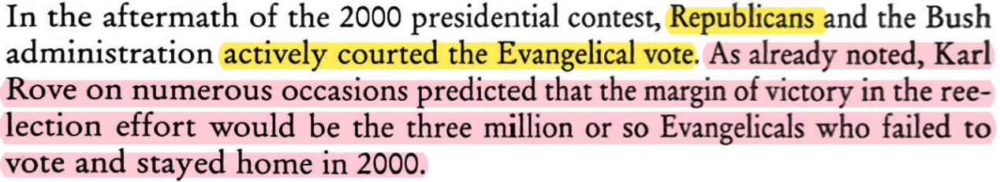 In the aftermath of the 2000 presidential contest, Republicans and the Bush
administration actively courted the Evangelical vote. As already noted, Karl
Rove on numerous occasions predicted that the margin of victory in the ree-
lection effort would be the three million or so Evangelicals who failed to
vote and stayed home in 2000.